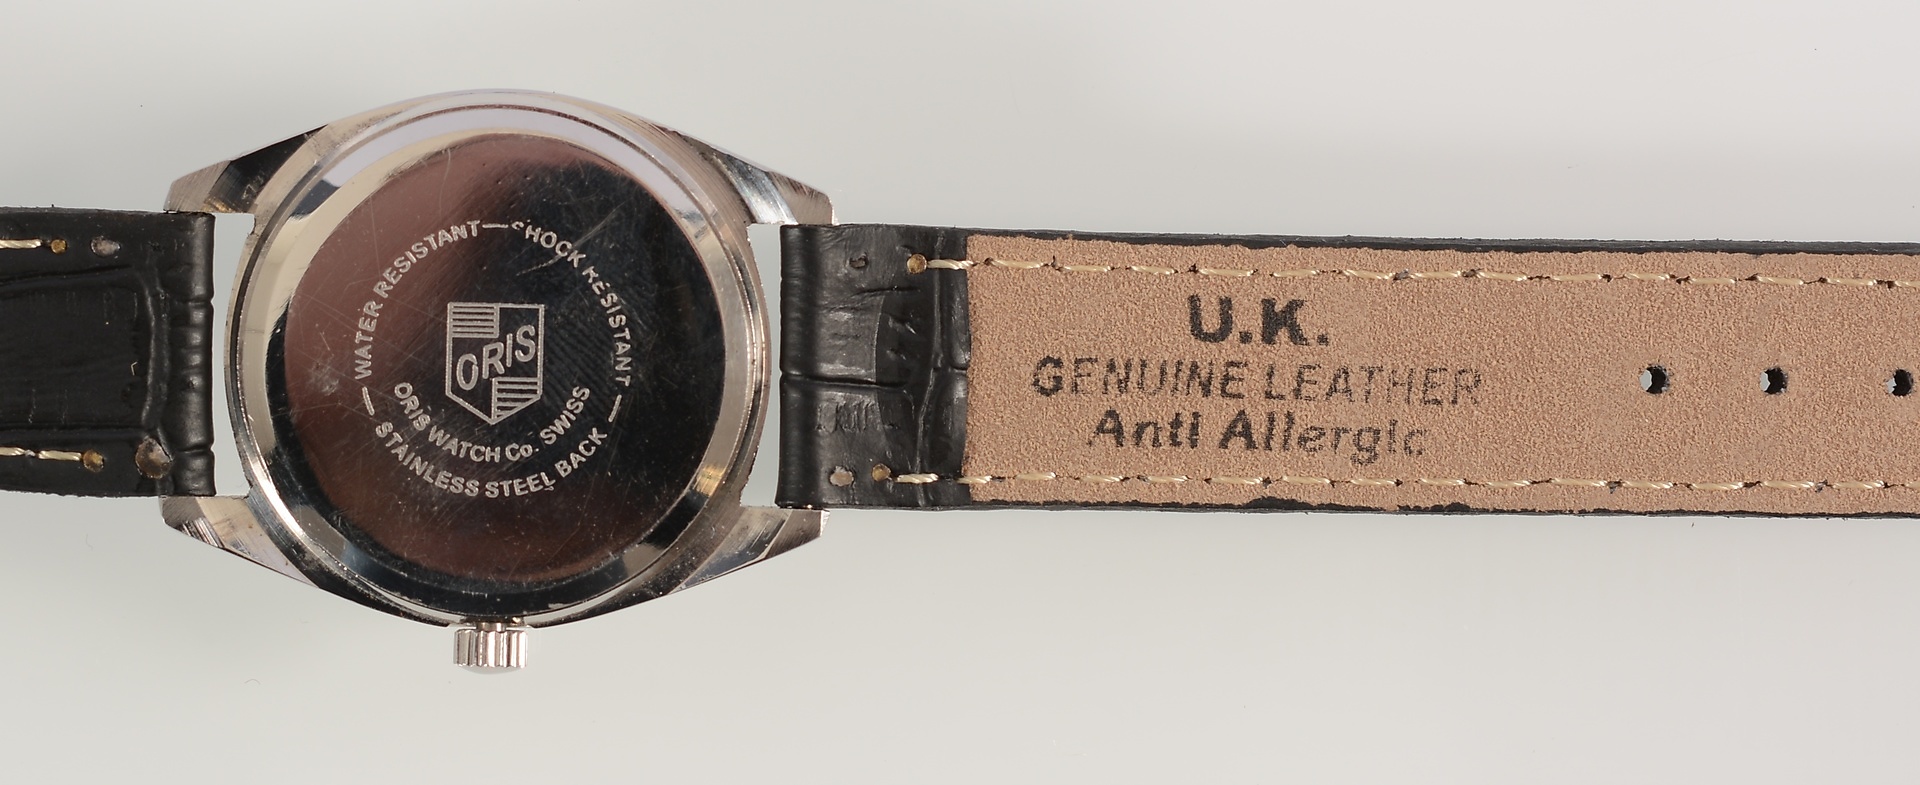 WATER RESISTANT — SHOCK RESISTANT —
STAINLESS STEEL BACK —
ORIS
ORIS WATCH Co. SWISS
U.K.
GENUINE LEATHER
Anti Allergic